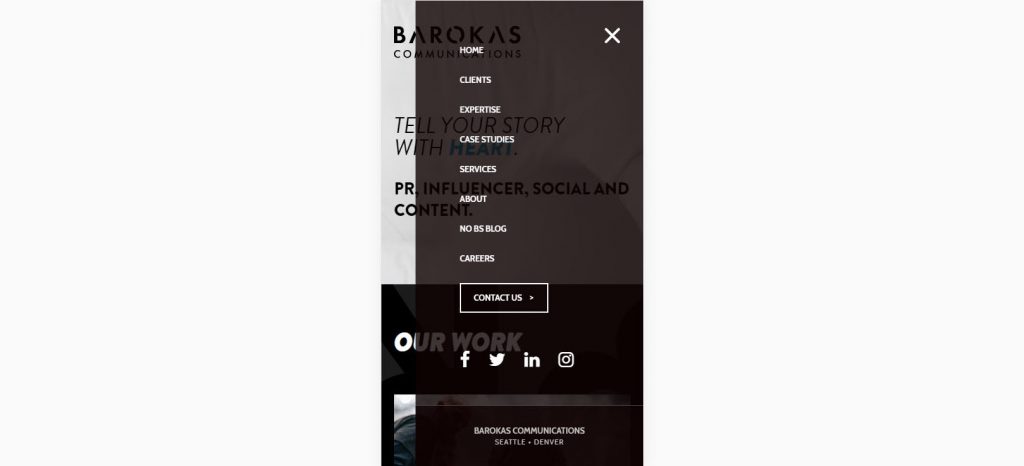 BAROKAS
COMMUNICATIONS
HOME
CLIENTS
EXPERTISE
TELL YOUR STORY
WITH HEART.
CASE STUDIES
SERVICES
PR, INFLUENCER, SOCIAL AND
CONTENT.
ABOUT
NO BS BLOG
CAREERS
CONTACT US >
OUR WORK
BAROKAS COMMUNICATIONS
SEATTLE • DENVER